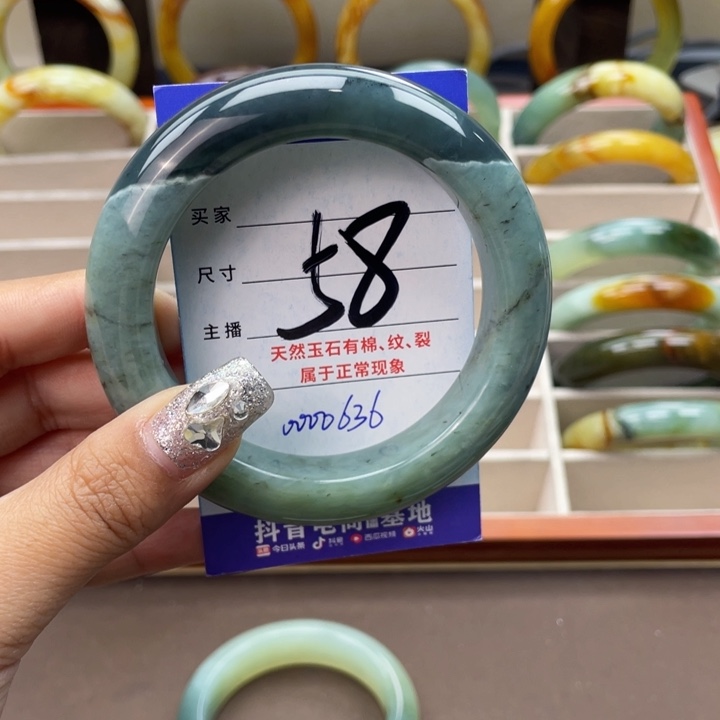 买家
58
尺寸
主播
天然玉石有棉、纹、裂
属于正常现象
0000636
抖音电商直播基地
今日头条 抖音 西瓜视频 火山